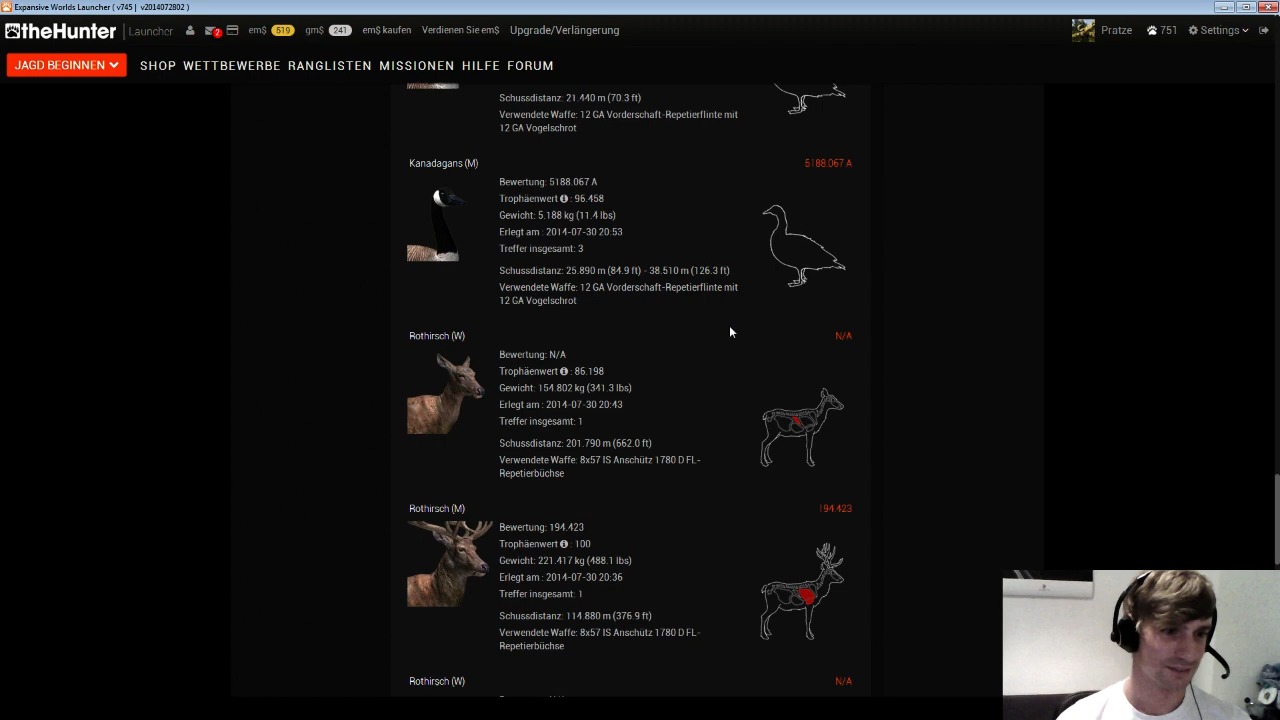 Expansive Worlds Launcher ( v745 | v2014072802 )
theHunter Launcher 2 em$ 519 gm$ 241 em$ kaufen Verdienen Sie em$ Upgrade/Verlängerung Pratze 751 Settings
JAGD BEGINNEN SHOP WETTBEWERBE RANGLISTEN MISSIONEN HILFE FORUM
Schussdistanz: 21.440 m (70.3 ft)
Verwendete Waffe: 12 GA Vorderschaft-Repetierflinte mit
12 GA Vogelschrot
Kanadagans (M) 5188.067 A
Bewertung: 5188.067 A
Trophäenwert : 96.458
Gewicht: 5.188 kg (11.4 lbs)
Erlegt am : 2014-07-30 20:53
Treffer insgesamt: 3
Schussdistanz: 25.890 m (84.9 ft) - 38.510 m (126.3 ft)
Verwendete Waffe: 12 GA Vorderschaft-Repetierflinte mit
12 GA Vogelschrot
Rothirsch (W) N/A
Bewertung: N/A
Trophäenwert : 86.198
Gewicht: 154.802 kg (341.3 lbs)
Erlegt am : 2014-07-30 20:43
Treffer insgesamt: 1
Schussdistanz: 201.790 m (662.0 ft)
Verwendete Waffe: 8x57 IS Anschütz 1780 D FL-
Repetierbüchse
Rothirsch (M) 194.423
Bewertung: 194.423
Trophäenwert : 100
Gewicht: 221.417 kg (488.1 lbs)
Erlegt am : 2014-07-30 20:36
Treffer insgesamt: 1
Schussdistanz: 114.880 m (376.9 ft)
Verwendete Waffe: 8x57 IS Anschütz 1780 D FL-
Repetierbüchse
Rothirsch (W) N/A